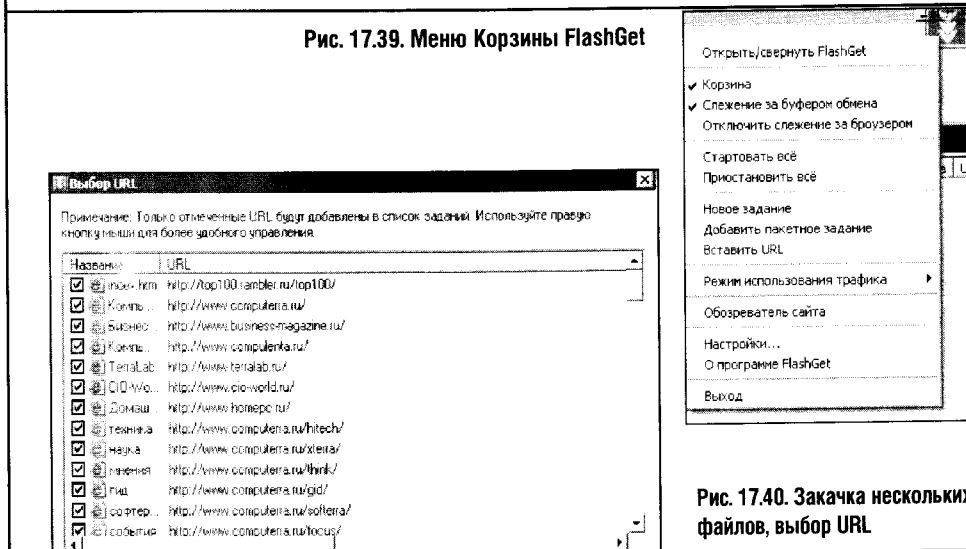 Рис. 17.39. Меню Корзины FlashGet
Открыть/свернуть FlashGet
Корзина
Слежение за буфером обмена
Отключить слежение за броузером
Стартовать всё
Приостановить всё
Новое задание
Добавить пакетное задание
Вставить URL
Режим использования трафика
Обозреватель сайта
Настройки...
О программе FlashGet
Выход
Выбор URL
Примечание: Только отмеченные URL будут добавлены в список заданий. Используйте правую
кнопку мыши для более удобного управления.
Название URL
index.htm http://top100.rambler.ru/top100/
Компь... http://www.computerra.ru/
Бизнес... http://www.business-magazine.ru/
Компь... http://www.compulenta.ru/
TerraLab http://www.terralab.ru/
CIO-Wo... http://www.cio-world.ru/
Домаш... http://www.homepc.ru/
техника http://www.computerra.ru/hitech/
наука http://www.computerra.ru/xterra/
мнения http://www.computerra.ru/think/
гид http://www.computerra.ru/gid/
софтер... http://www.computerra.ru/softerra/
события http://www.computerra.ru/focus/
Рис. 17.40. Закачка нескольких
файлов, выбор URL